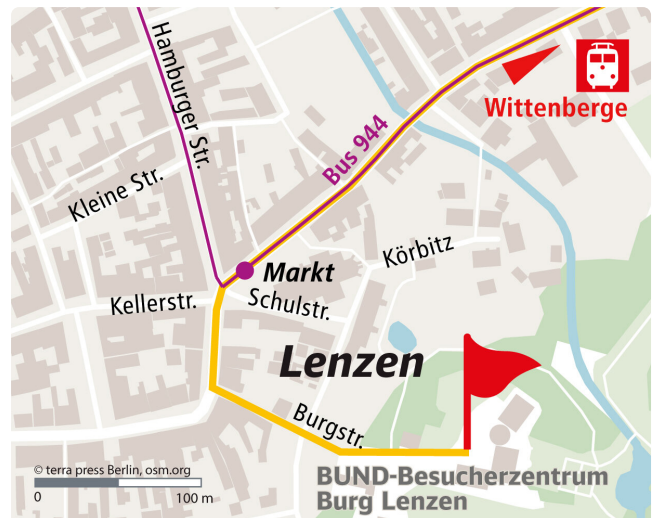 Hamburger Str.
Wittenberge
Bus 944
Kleine Str.
Körbitz
Markt
Kellerstr.
Schulstr.
Lenzen
Burgstr.
© terra press Berlin, osm.org
0 100 m
BUND-Besucherzentrum
Burg Lenzen